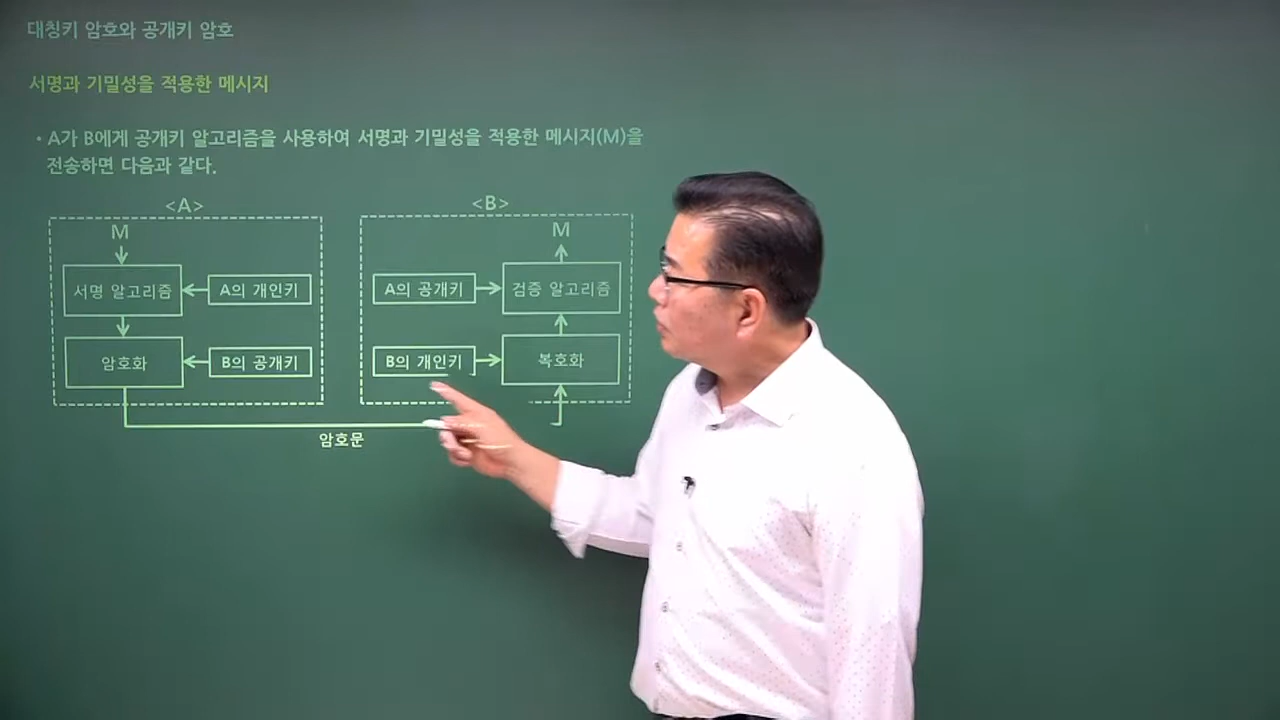 대칭키 암호와 공개키 암호
서명과 기밀성을 적용한 메시지
• A가 B에게 공개키 알고리즘을 사용하여 서명과 기밀성을 적용한 메시지(M)을
전송하면 다음과 같다.
<A>
M
서명 알고리즘
A의 개인키
암호화
B의 공개키
<B>
M
A의 공개키
검증 알고리즘
B의 개인키
복호화
암호문